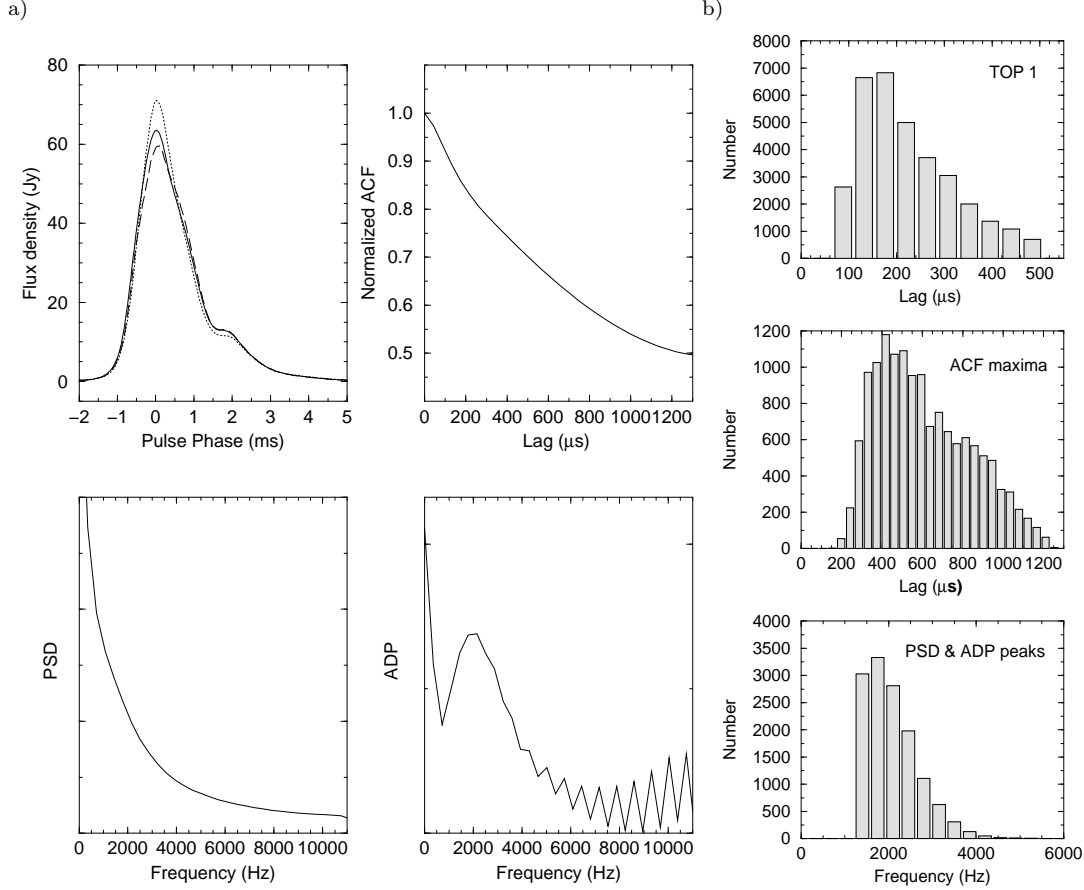 a)
b)
80
60
40
20
0
−2 −1 0 1 2 3 4 5
Flux density (Jy)
Pulse Phase (ms)
1.0
0.9
0.8
0.7
0.6
0.5
0 200 400 600 800 1000 1200
Normalized ACF
Lag (μs)
PSD
0 2000 4000 6000 8000 10000
Frequency (Hz)
ADP
0 2000 4000 6000 8000 10000
Frequency (Hz)
8000
7000
6000
5000
4000
3000
2000
1000
0
0 100 200 300 400 500
TOP 1
Number
Lag (μs)
1200
1000
800
600
400
200
0
0 200 400 600 800 1000 1200
ACF maxima
Number
Lag (μs)
4000
3500
3000
2500
2000
1500
1000
500
0
0 2000 4000 6000
PSD & ADP peaks
Number
Frequency (Hz)